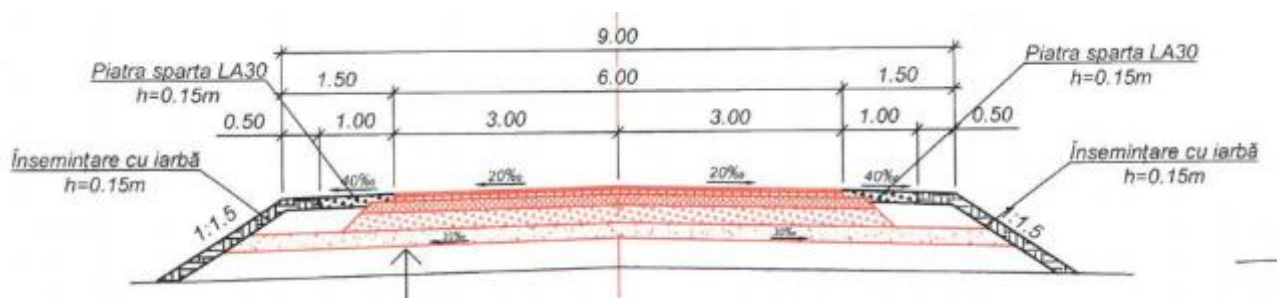 9.00
Piatra sparta LA30
h=0.15m
1.50
6.00
1.50
Piatra sparta LA30
h=0.15m
0.50
1.00
3.00
3.00
1.00
0.50
Însemințare cu iarbă
h=0.15m
Însemințare cu iarbă
h=0.15m
40‰
20‰
20‰
40‰
1:1.5
1:1.5